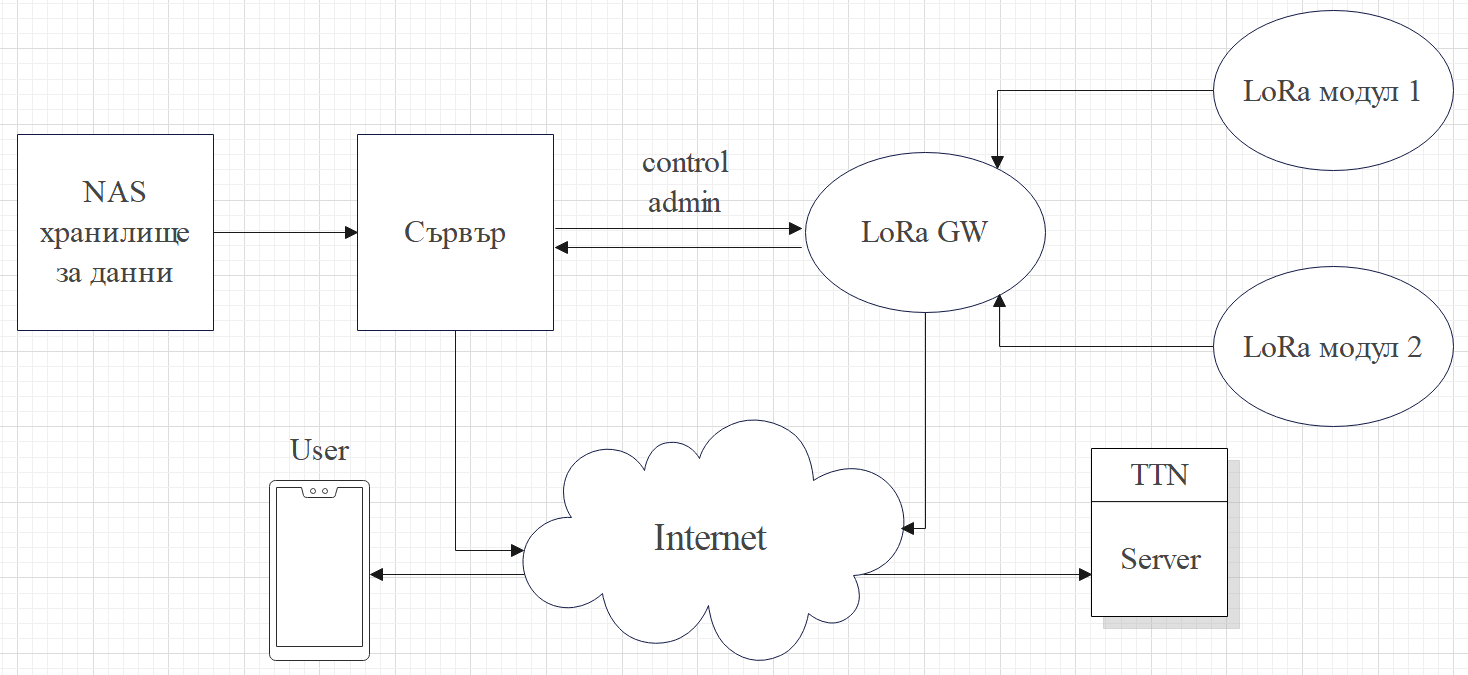 NAS
хранилище
за данни
Сървър
control
admin
LoRa GW
LoRa модул 1
LoRa модул 2
User
Internet
TTN
Server